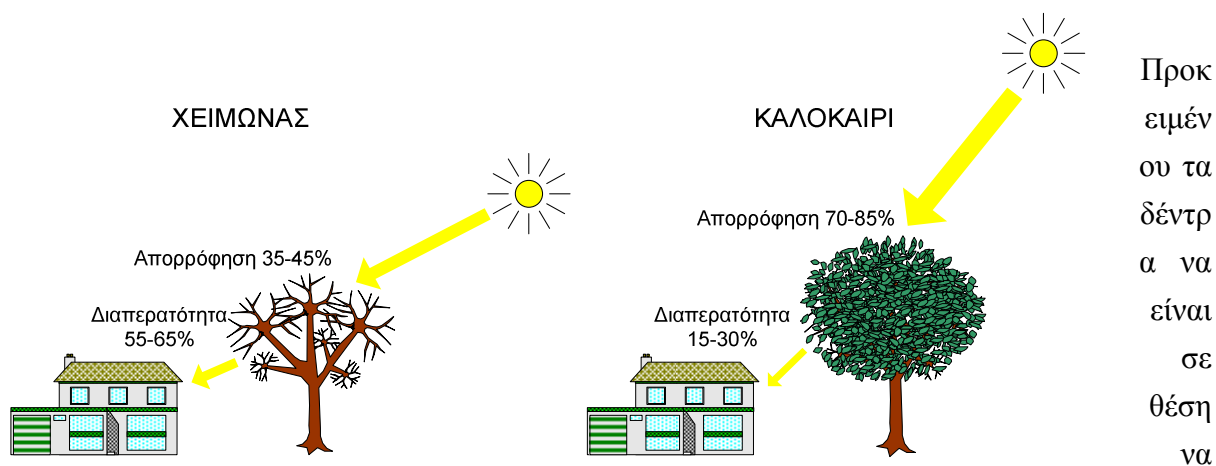 ΧΕΙΜΩΝΑΣ
Απορρόφηση 35-45%
Διαπερατότητα
55-65%
ΚΑΛΟΚΑΙΡΙ
Απορρόφηση 70-85%
Διαπερατότητα
15-30%
Προκ
ειμέν
ου τα
δέντρ
α να
είναι
σε
θέση
να